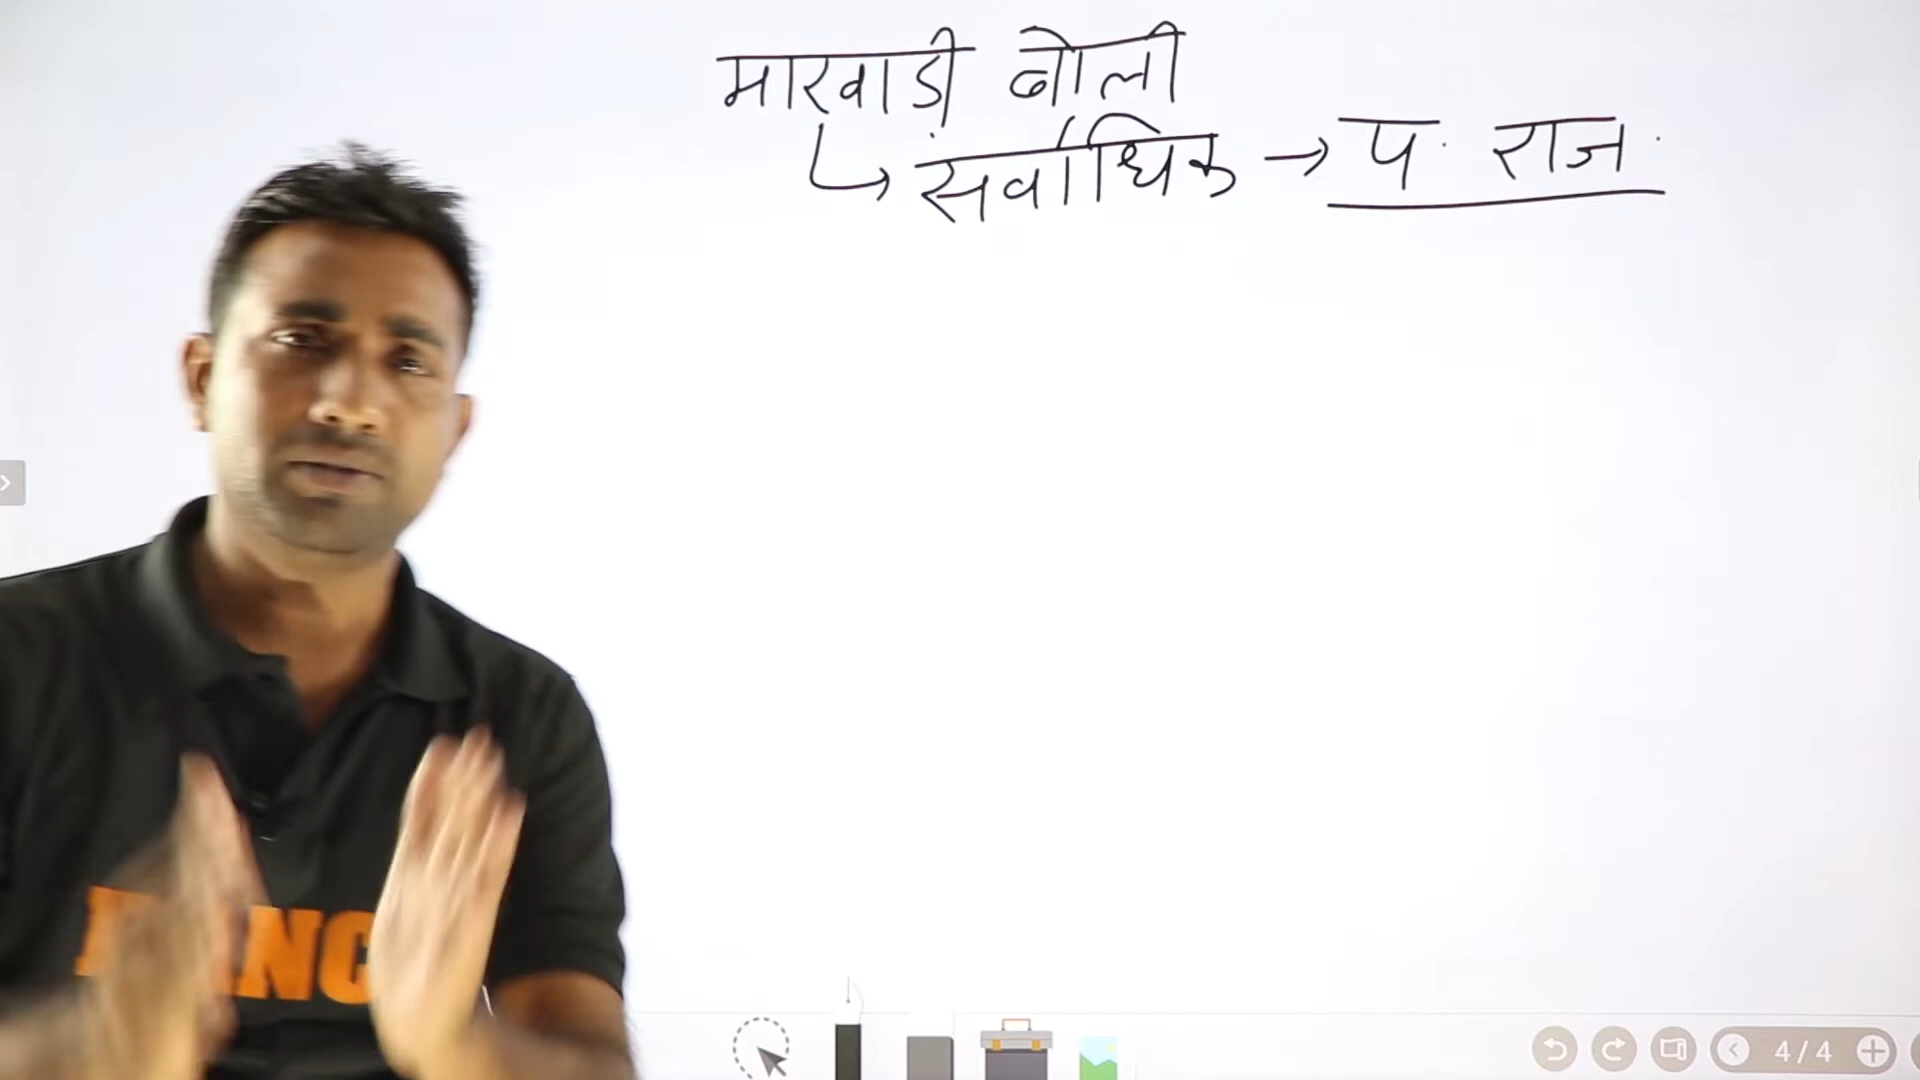 मारवाड़ी बोली
↳ सर्वाधिक → प. राज.
4/4